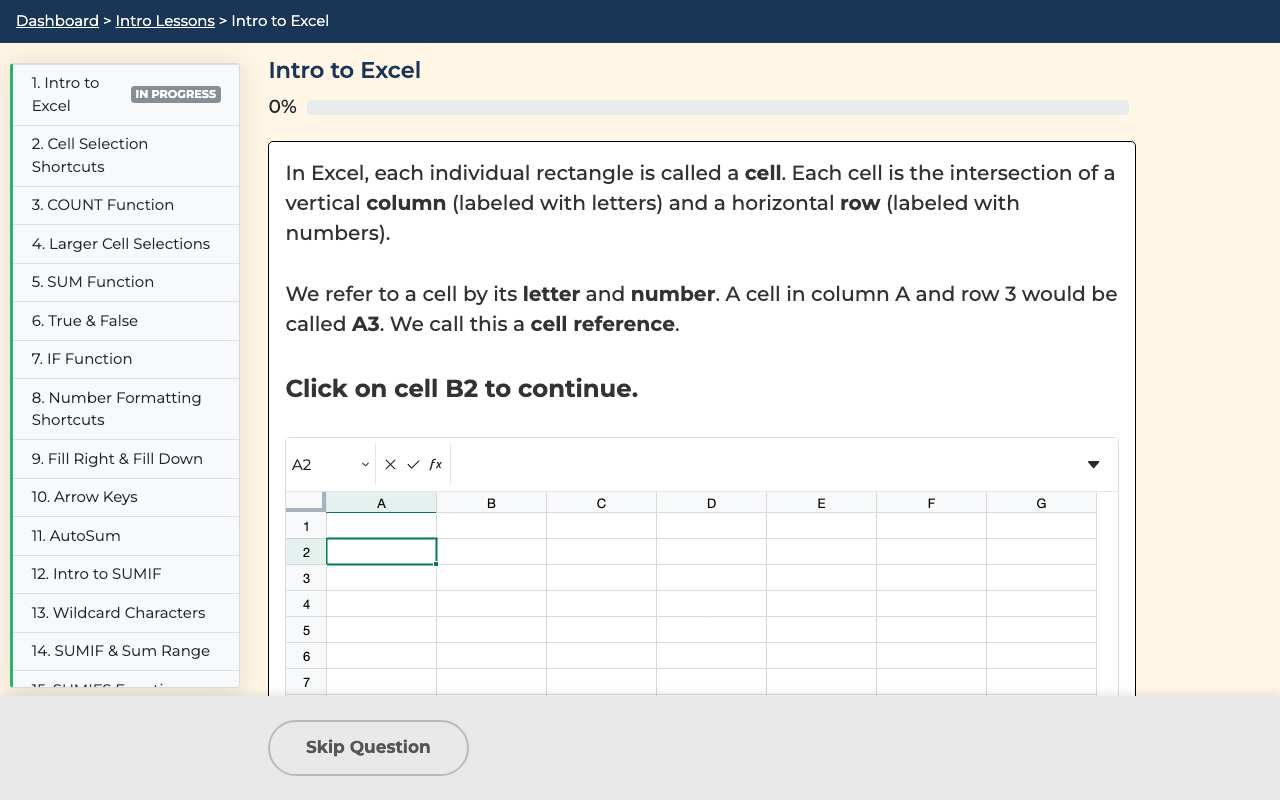 Dashboard > Intro Lessons > Intro to Excel
1. Intro to
Excel
IN PROGRESS
2. Cell Selection
Shortcuts
3. COUNT Function
4. Larger Cell Selections
5. SUM Function
6. True & False
7. IF Function
8. Number Formatting
Shortcuts
9. Fill Right & Fill Down
10. Arrow Keys
11. AutoSum
12. Intro to SUMIF
13. Wildcard Characters
14. SUMIF & Sum Range
Intro to Excel
0%
In Excel, each individual rectangle is called a cell. Each cell is the intersection of a
vertical column (labeled with letters) and a horizontal row (labeled with
numbers).
We refer to a cell by its letter and number. A cell in column A and row 3 would be
called A3. We call this a cell reference.
Click on cell B2 to continue.
A2 fx
A B C D E F G
1
2
3
4
5
6
7
Skip Question